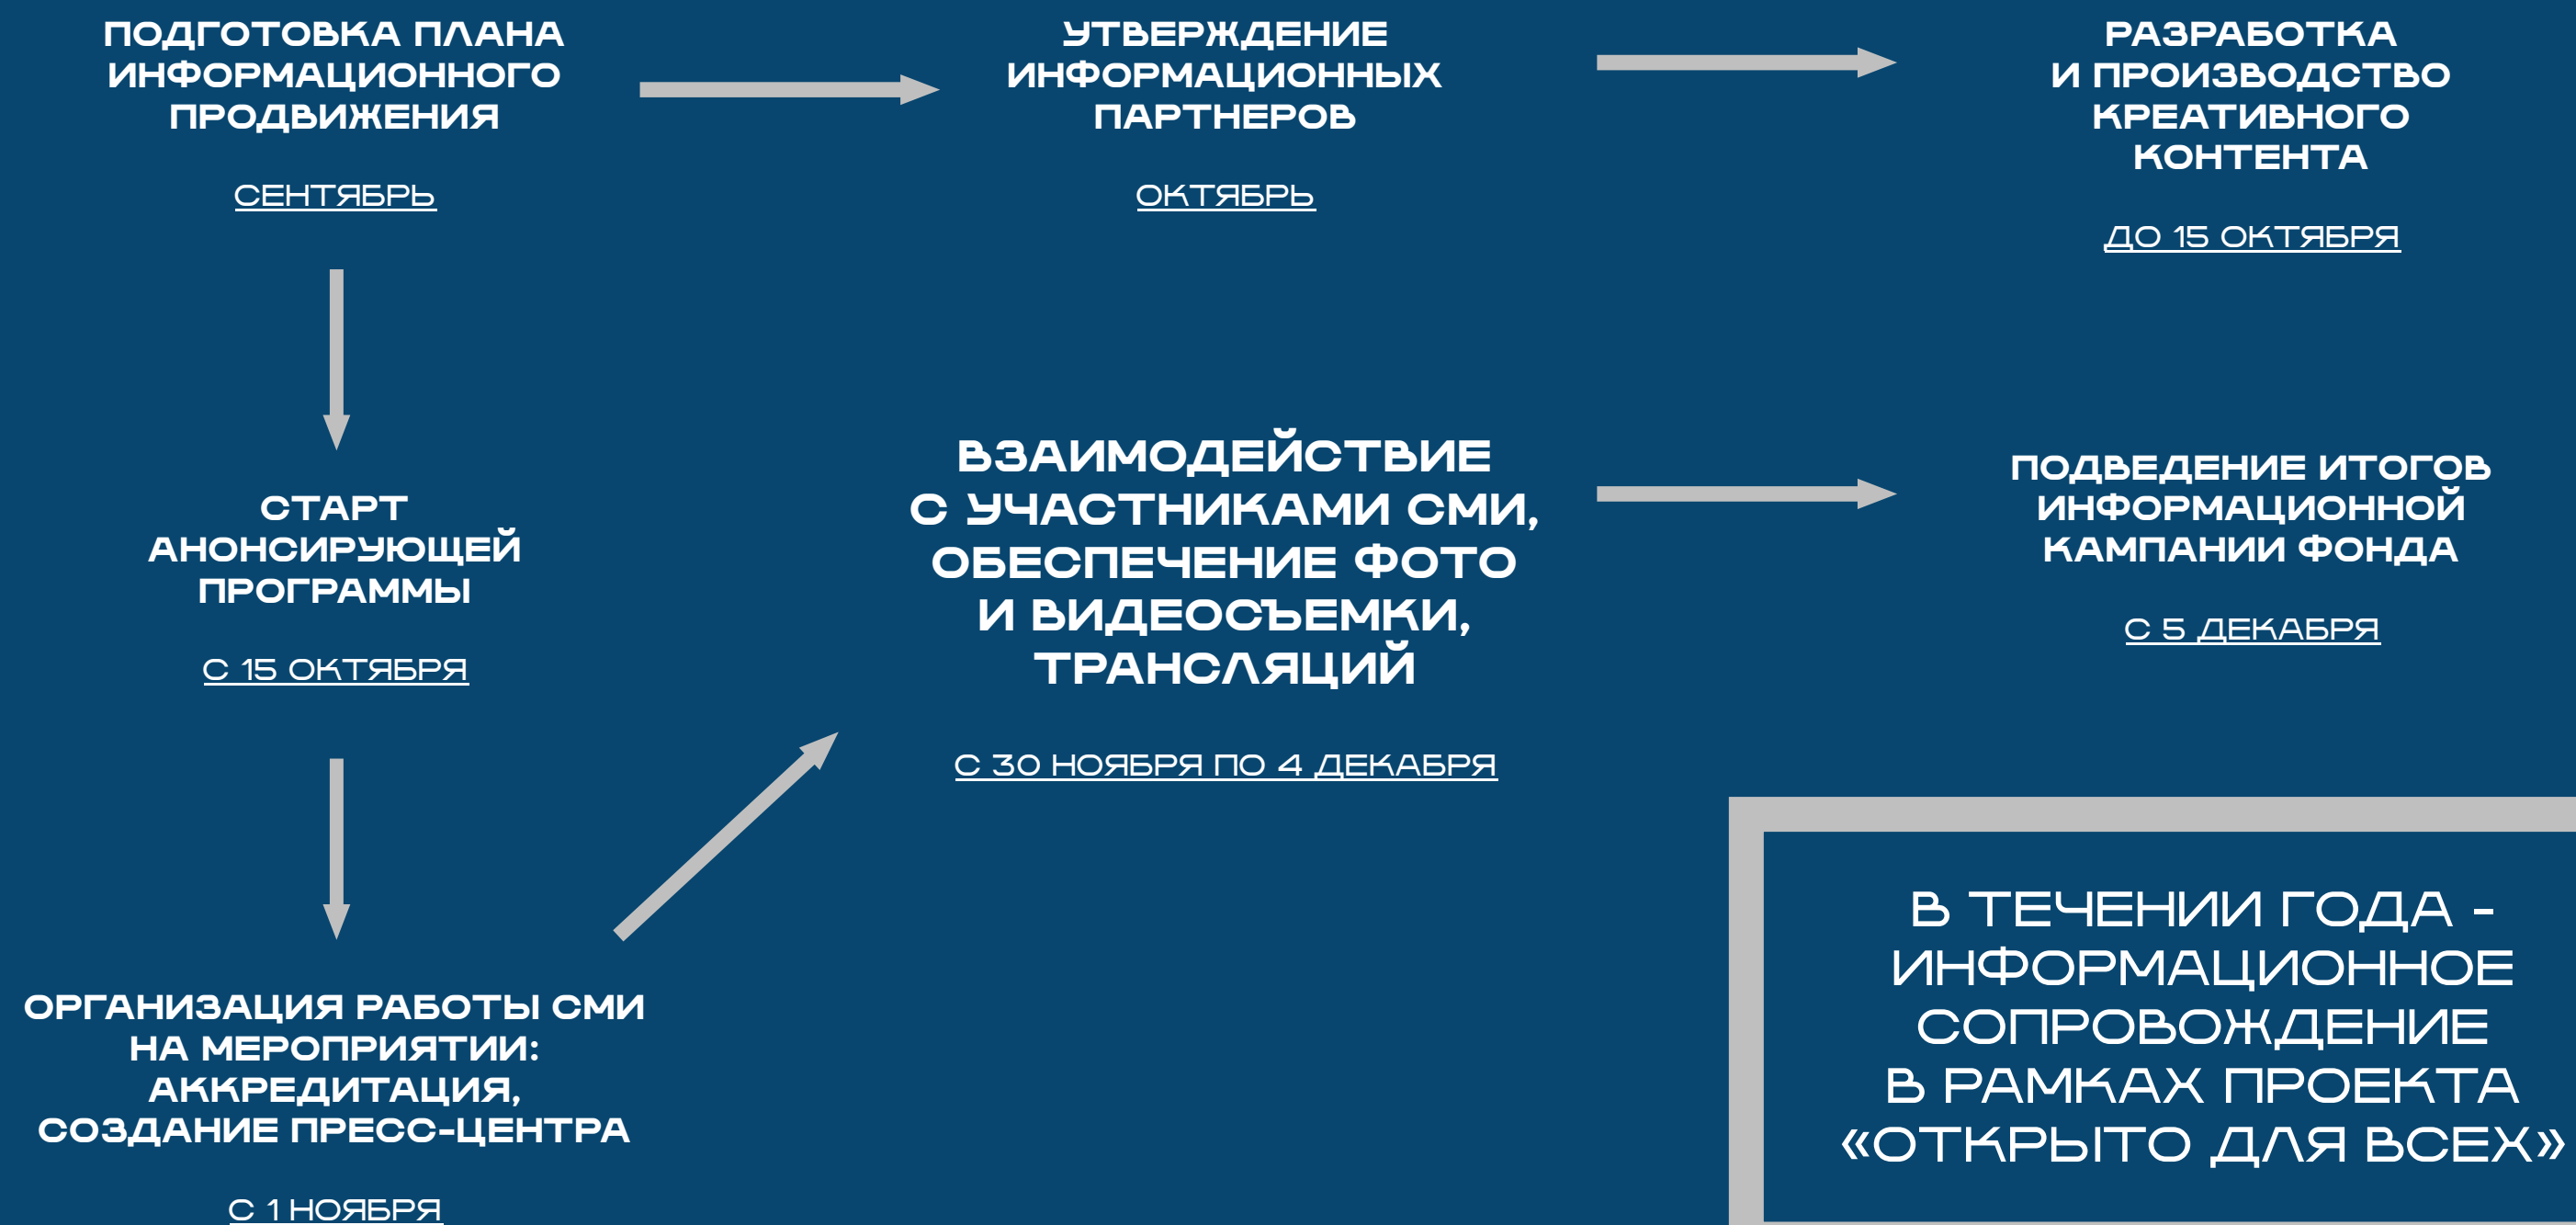 ПОДГОТОВКА ПЛАНА
ИНФОРМАЦИОННОГО
ПРОДВИЖЕНИЯ
СЕНТЯБРЬ
УТВЕРЖДЕНИЕ
ИНФОРМАЦИОННЫХ
ПАРТНЕРОВ
ОКТЯБРЬ
РАЗРАБОТКА
И ПРОИЗВОДСТВО
КРЕАТИВНОГО
КОНТЕНТА
ДО 15 ОКТЯБРЯ
СТАРТ
АНОНСИРУЮЩЕЙ
ПРОГРАММЫ
С 15 ОКТЯБРЯ
ВЗАИМОДЕЙСТВИЕ
С УЧАСТНИКАМИ СМИ,
ОБЕСПЕЧЕНИЕ ФОТО
И ВИДЕОСЪЕМКИ,
ТРАНСЛЯЦИЙ
С 30 НОЯБРЯ ПО 4 ДЕКАБРЯ
ПОДВЕДЕНИЕ ИТОГОВ
ИНФОРМАЦИОННОЙ
КАМПАНИИ ФОНДА
С 5 ДЕКАБРЯ
ОРГАНИЗАЦИЯ РАБОТЫ СМИ
НА МЕРОПРИЯТИИ:
АККРЕДИТАЦИЯ,
СОЗДАНИЕ ПРЕСС-ЦЕНТРА
С 1 НОЯБРЯ
В ТЕЧЕНИИ ГОДА -
ИНФОРМАЦИОННОЕ
СОПРОВОЖДЕНИЕ
В РАМКАХ ПРОЕКТА
«ОТКРЫТО ДЛЯ ВСЕХ»